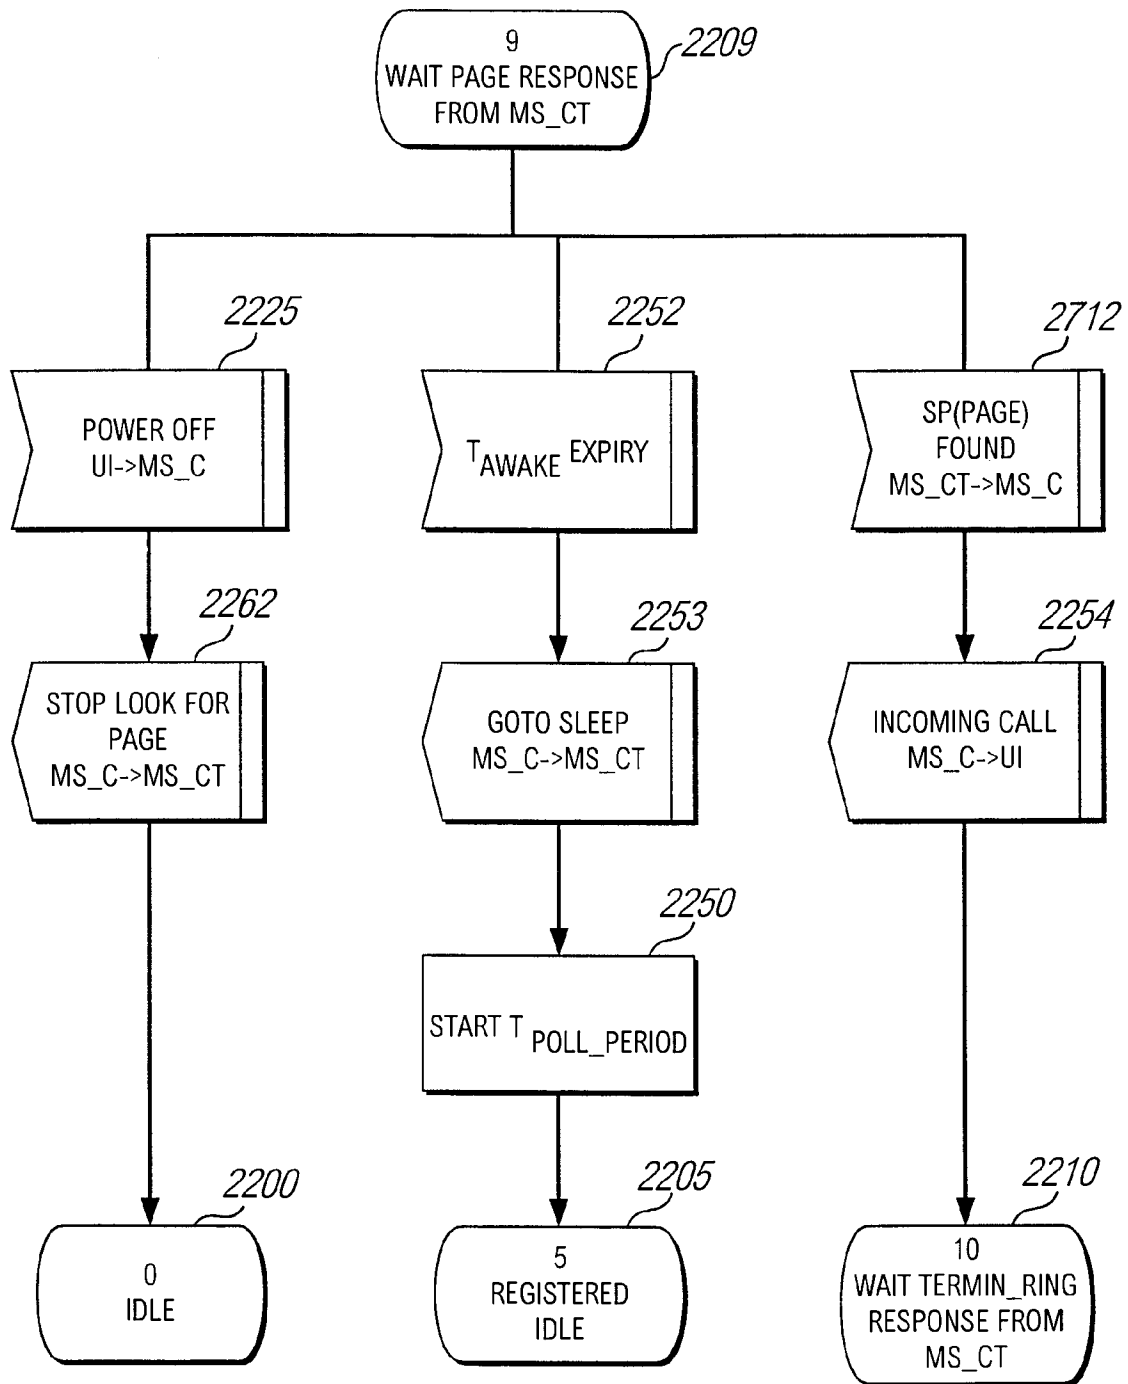 9
WAIT PAGE RESPONSE
FROM MS_CT
2209
2225
POWER OFF
UI->MS_C
2252
TAWAKE EXPIRY
2712
SP(PAGE)
FOUND
MS_CT->MS_C
2262
STOP LOOK FOR
PAGE
MS_C->MS_CT
2253
GOTO SLEEP
MS_C->MS_CT
2254
INCOMING CALL
MS_C->UI
2250
START T POLL_PERIOD
2200
0
IDLE
2205
5
REGISTERED
IDLE
2210
10
WAIT TERMIN_RING
RESPONSE FROM
MS_CT